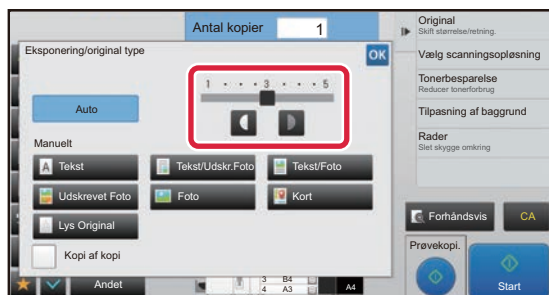 Antal kopier 1
Eksponering/original type
OK
1 3 5
Auto
Manuelt
A Tekst
Tekst/Udskr.Foto
Tekst/Foto
Udskrevet Foto
Foto
Kort
Lys Original
Kopi af kopi
Andet
3 B4
4 A3
A4
Original
Skift størrelse/retning.
Vælg scanningsopløsning
Tonerbesparelse
Reducer tonerforbrug
Tilpasning af baggrund
Rader
Slet skygge omkring
Forhåndsvis
CA
Prøvekopi.
Start